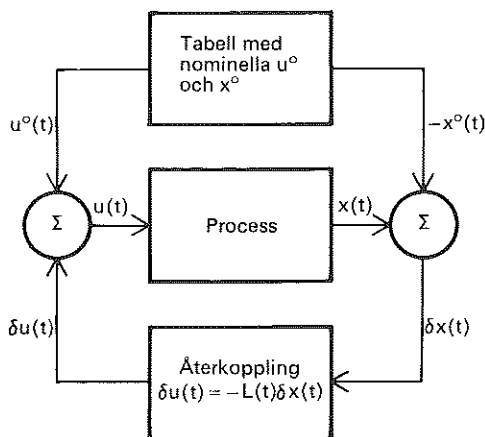 Tabell med
nominella u°
och x°
u°(t)
−x°(t)
Σ
u(t)
Process
x(t)
Σ
δu(t)
δx(t)
Återkoppling
δu(t) = −L(t)δx(t)